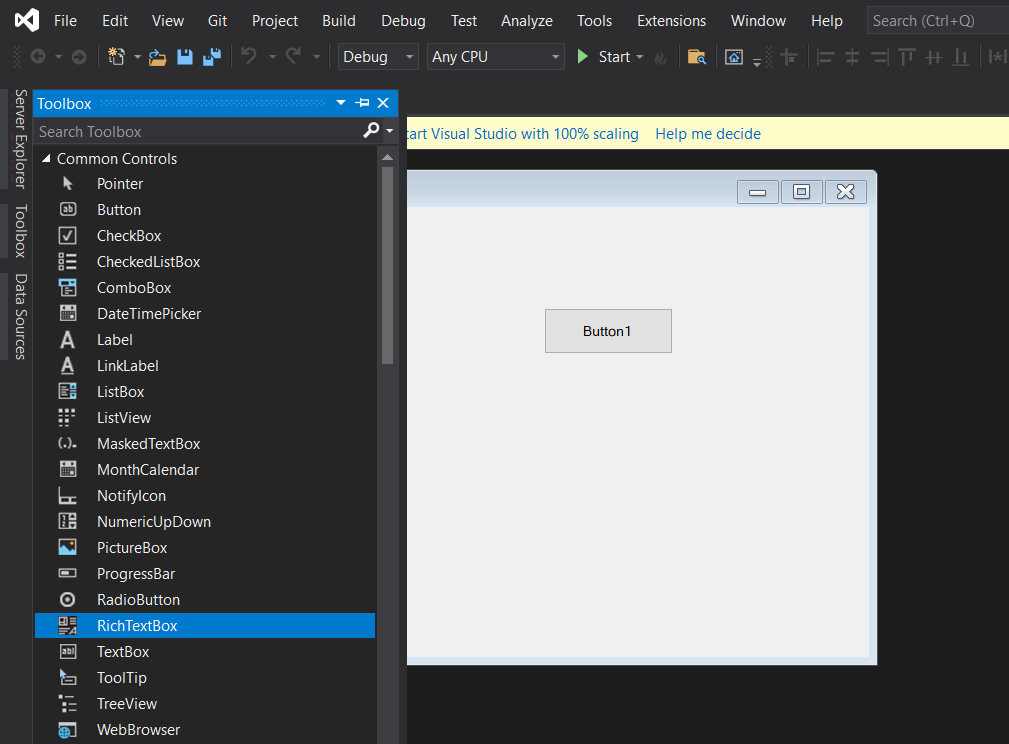 File Edit View Git Project Build Debug Test Analyze Tools Extensions Window Help Search (Ctrl+Q)
Debug Any CPU Start
Server Explorer
Toolbox
Data Sources
Toolbox
Search Toolbox
Common Controls
Pointer
Button
CheckBox
CheckedListBox
ComboBox
DateTimePicker
Label
LinkLabel
ListBox
ListView
MaskedTextBox
MonthCalendar
NotifyIcon
NumericUpDown
PictureBox
ProgressBar
RadioButton
RichTextBox
TextBox
ToolTip
TreeView
WebBrowser
tart Visual Studio with 100% scaling Help me decide
Button1